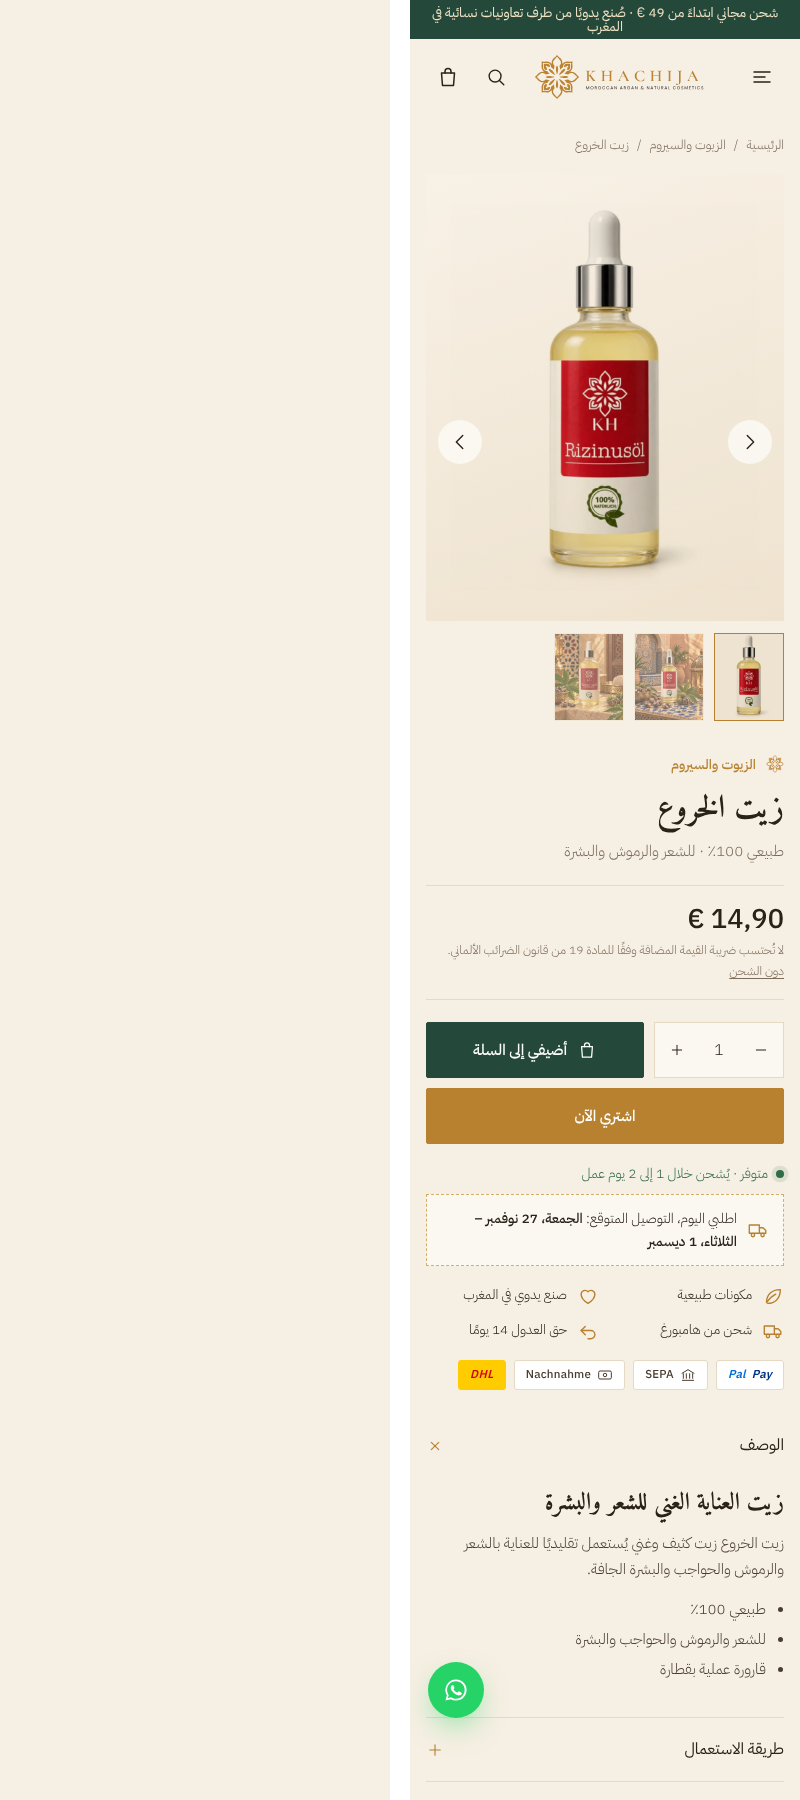 شحن مجاني ابتداءً من 49 € · صُنع يدويًا من طرف تعاونيات نسائية في
المغرب
KHACHIJA
MOROCCAN ARGAN & NATURAL COSMETICS
الرئيسية / الزيوت والسيروم / زيت الخروع
KH
Rizinusöl
100%
NATÜRLICH
الزيوت والسيروم
زيت الخروع
طبيعي 100٪ · للشعر والرموش والبشرة
14,90 €
لا تُحتسب ضريبة القيمة المضافة وفقًا للمادة 19 من قانون الضرائب الألماني.
دون الشحن
1
أضيفي إلى السلة
اشتري الآن
متوفر · يُشحن خلال 1 إلى 2 يوم عمل
اطلبي اليوم، التوصيل المتوقع: الجمعة، 27 نوفمبر –
الثلاثاء، 1 ديسمبر
مكونات طبيعية
صنع يدوي في المغرب
شحن من هامبورغ
حق العدول 14 يومًا
Pal Pay
SEPA
Nachnahme
DHL
الوصف
زيت العناية الغني للشعر والبشرة
زيت الخروع زيت كثيف وغني يُستعمل تقليديًا للعناية بالشعر
والرموش والحواجب والبشرة الجافة.
• طبيعي 100٪
• للشعر والرموش والحواجب والبشرة
• قارورة عملية بقطارة
طريقة الاستعمال